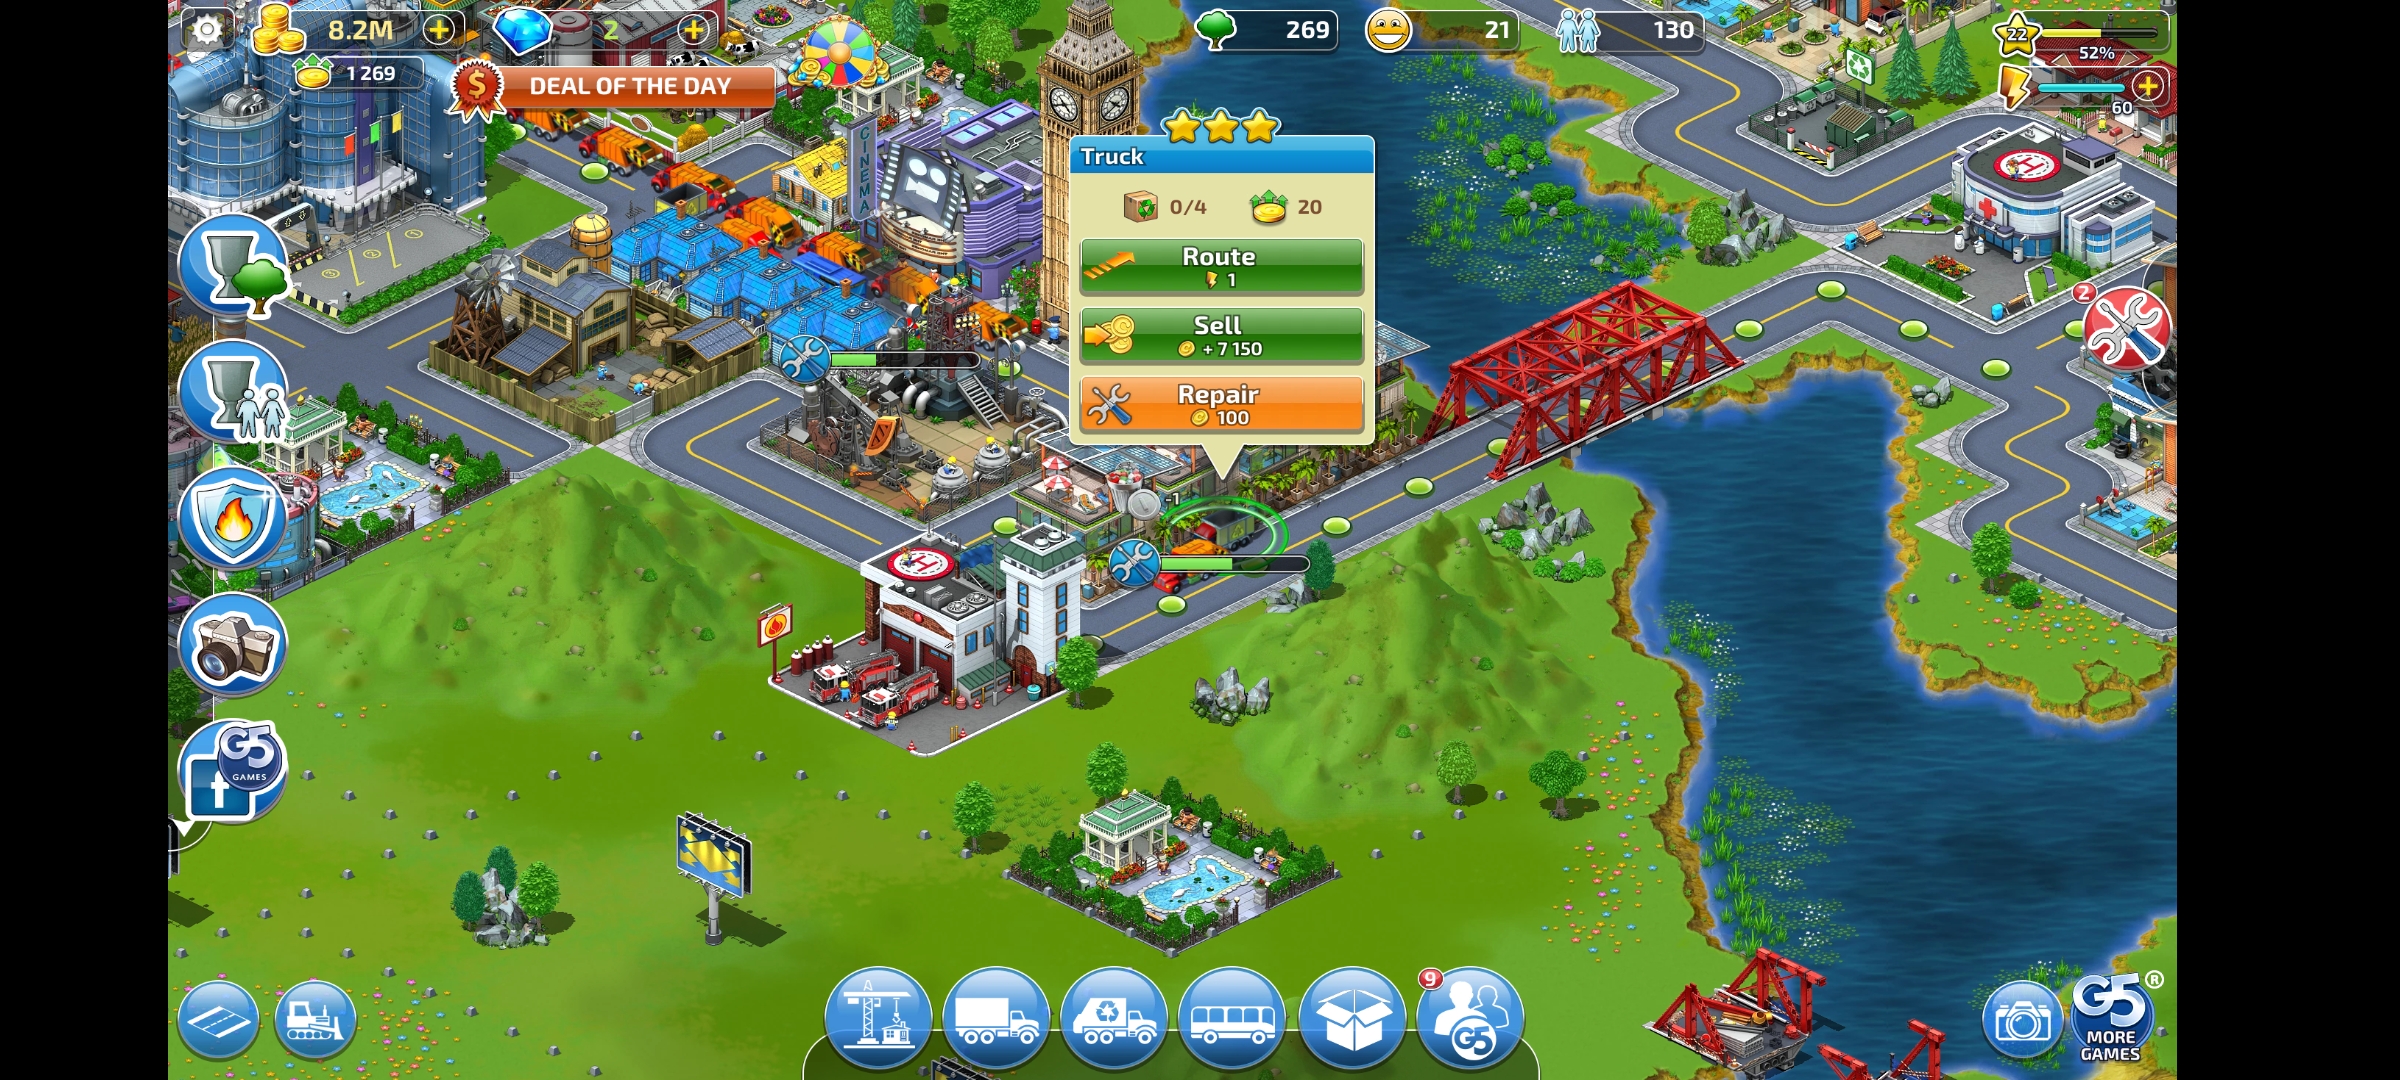 8.2M
2
269
21
130
22
52%
1 269
DEAL OF THE DAY
60
CINEMA
Truck
0/4
20
Route
1
Sell
+ 7 150
Repair
100
2
-1
H
H
G5
GAMES
f
9
G5
G5®
MORE
GAMES